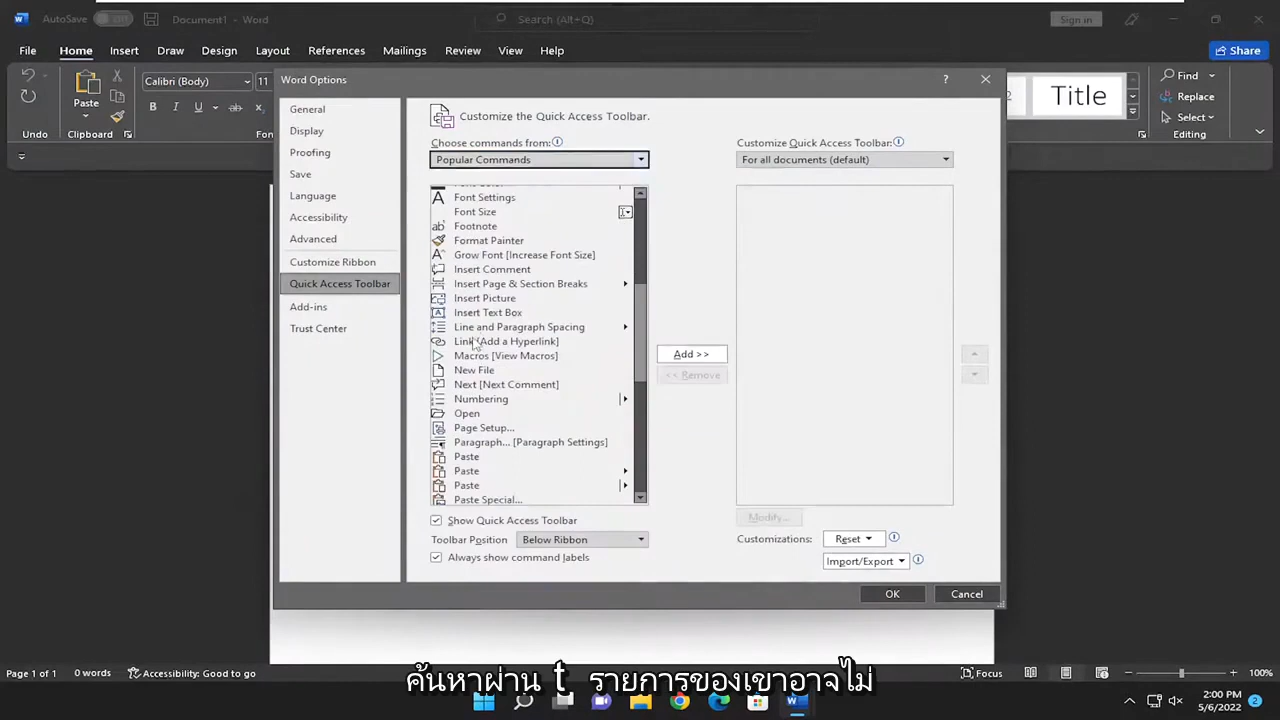 AutoSave Off Document1 - Word Search (Alt+Q) Sign in
File Home Insert Draw Design Layout References Mailings Review View Help Share
Calibri (Body) 11 Title Find
Paste Replace
B I U ab x Select
Undo Clipboard Editing
Word Options
General
Display
Proofing
Save
Language
Accessibility
Advanced
Customize Ribbon
Quick Access Toolbar
Add-ins
Trust Center
Customize the Quick Access Toolbar.
Choose commands from:
Popular Commands
Font Settings
Font Size
Footnote
Format Painter
Grow Font [Increase Font Size]
Insert Comment
Insert Page & Section Breaks
Insert Picture
Insert Text Box
Line and Paragraph Spacing
Link [Add a Hyperlink]
Macros [View Macros]
New File
Next [Next Comment]
Numbering
Open
Page Setup...
Paragraph... [Paragraph Settings]
Paste
Paste
Paste
Paste Special...
Add >>
<< Remove
Customize Quick Access Toolbar:
For all documents (default)
Modify...
Show Quick Access Toolbar
Toolbar Position Below Ribbon
Always show command labels
Customizations: Reset
Import/Export
OK Cancel
Page 1 of 1 0 words Accessibility: Good to go Focus 100%
ค้นหาผ่าน t รายการของเขาอาจไม่
2:00 PM
5/6/2022